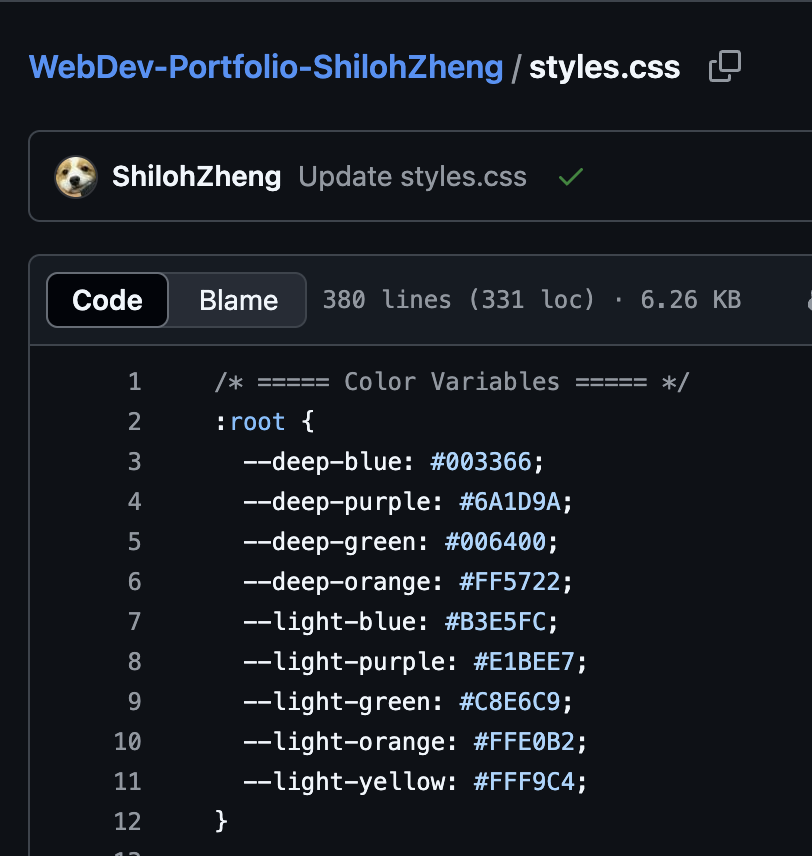 WebDev-Portfolio-ShilohZheng / styles.css
ShilohZheng Update styles.css
Code Blame 380 lines (331 loc) · 6.26 KB
1 /* ===== Color Variables ===== */
2 :root {
3 --deep-blue: #003366;
4 --deep-purple: #6A1D9A;
5 --deep-green: #006400;
6 --deep-orange: #FF5722;
7 --light-blue: #B3E5FC;
8 --light-purple: #E1BEE7;
9 --light-green: #C8E6C9;
10 --light-orange: #FFE0B2;
11 --light-yellow: #FFF9C4;
12 }